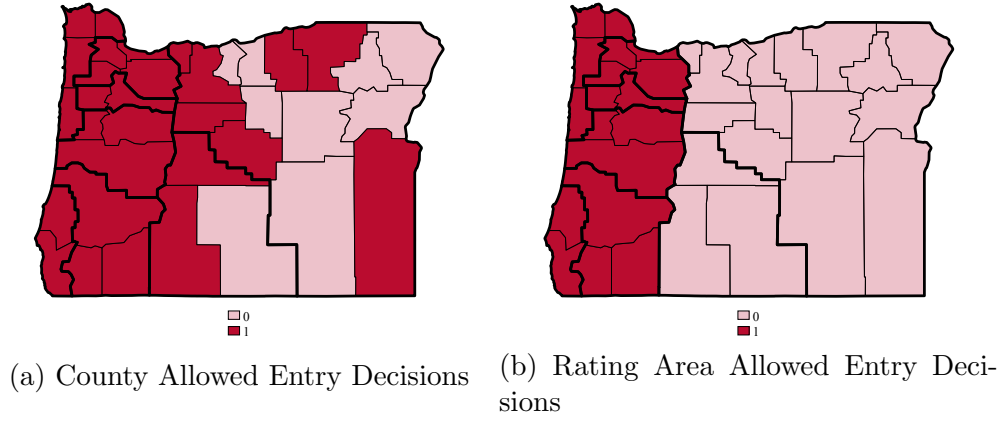 0
1
(a) County Allowed Entry Decisions
0
1
(b) Rating Area Allowed Entry Deci-
sions